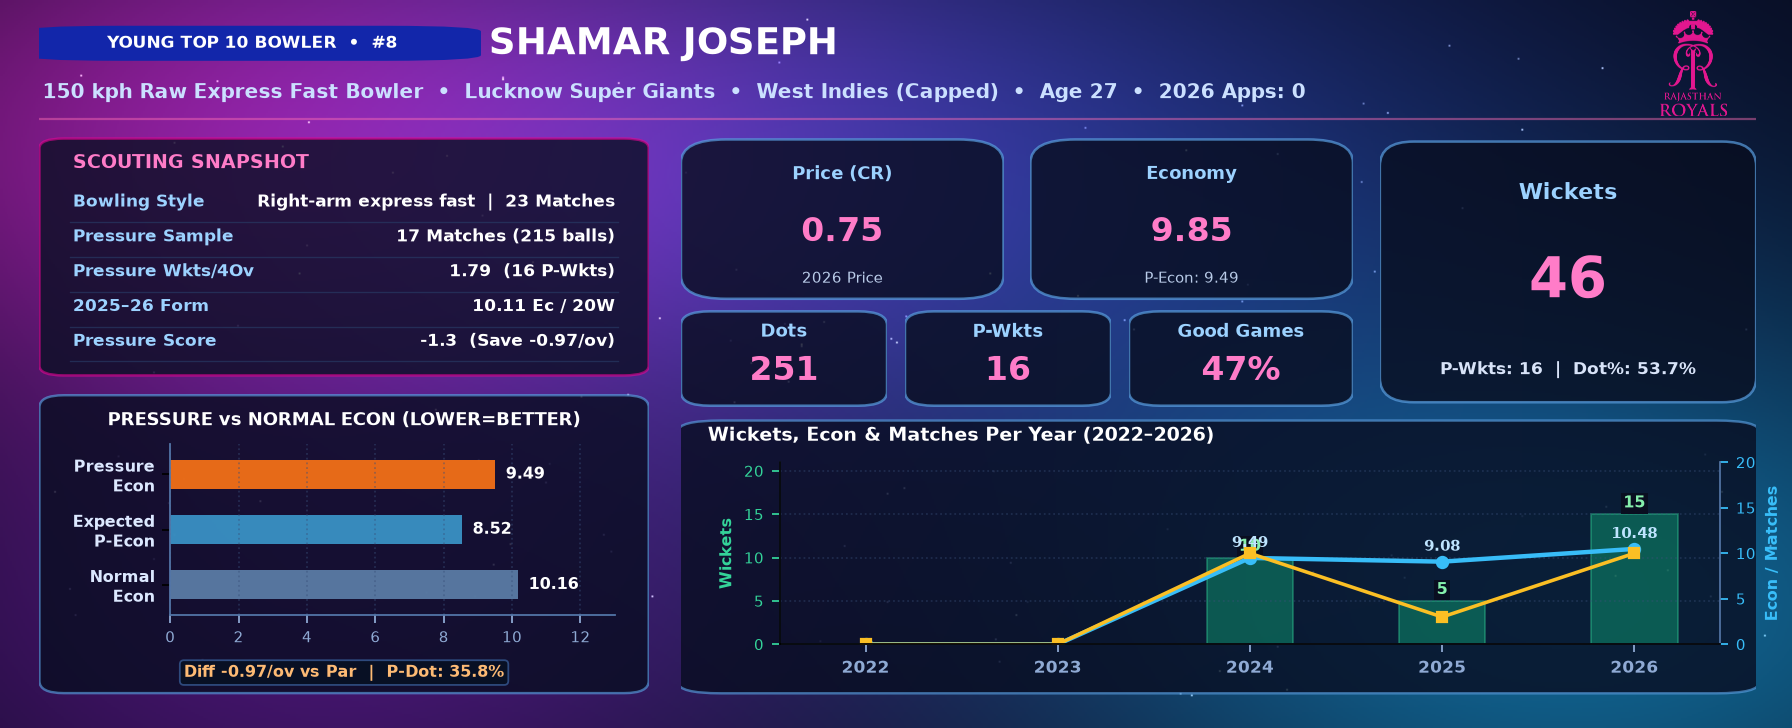 YOUNG TOP 10 BOWLER • #8
SHAMAR JOSEPH
150 kph Raw Express Fast Bowler • Lucknow Super Giants • West Indies (Capped) • Age 27 • 2026 Apps: 0
RAJASTHAN
ROYALS
SCOUTING SNAPSHOT
Bowling Style Right-arm express fast | 23 Matches
Pressure Sample 17 Matches (215 balls)
Pressure Wkts/4Ov 1.79 (16 P-Wkts)
2025–26 Form 10.11 Ec / 20W
Pressure Score -1.3 (Save -0.97/ov)
Price (CR)
0.75
2026 Price
Economy
9.85
P-Econ: 9.49
Wickets
46
P-Wkts: 16 | Dot%: 53.7%
Dots
251
P-Wkts
16
Good Games
47%
PRESSURE vs NORMAL ECON (LOWER=BETTER)
Pressure
Econ
9.49
Expected
P-Econ
8.52
Normal
Econ
10.16
0 2 4 6 8 10 12
Diff -0.97/ov vs Par | P-Dot: 35.8%
Wickets, Econ & Matches Per Year (2022–2026)
Wickets
20
15
10
5
0
9.49
9.08
5
15
10.48
20
15
10
5
0
Econ / Matches
2022 2023 2024 2025 2026